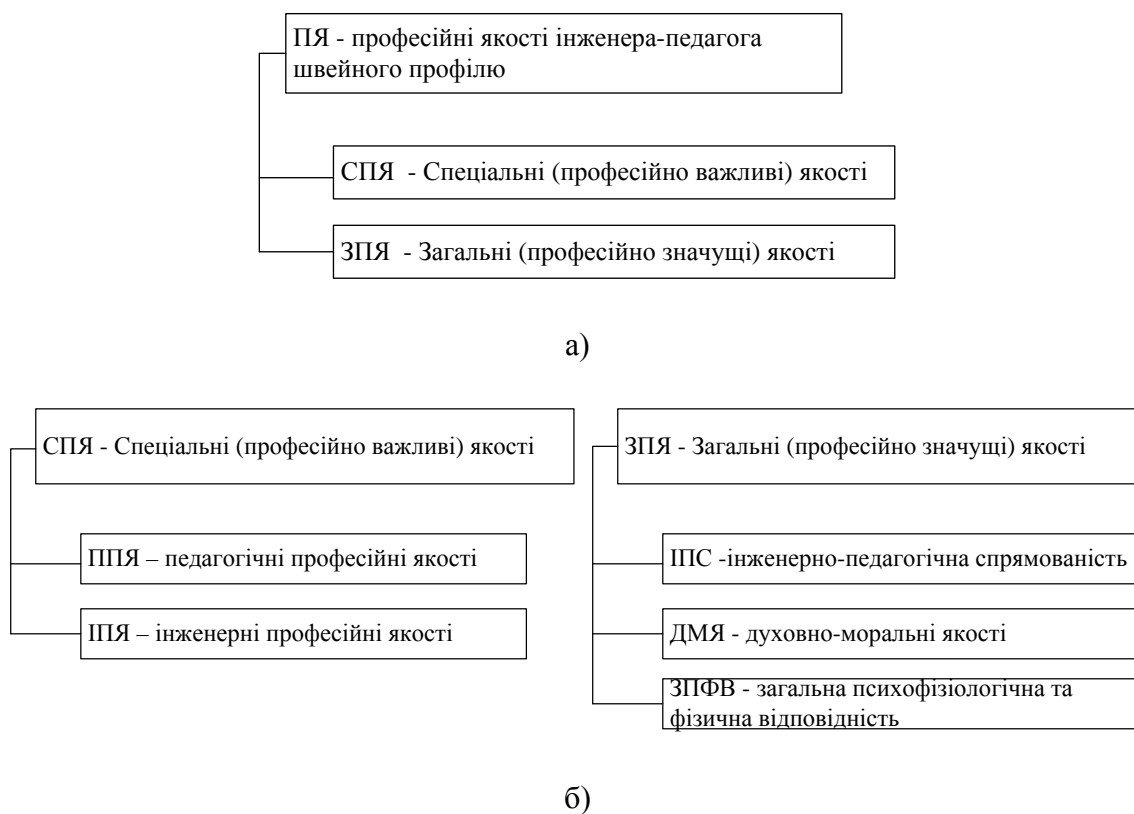 ПЯ - професійні якості інженера-педагога
швейного профілю
СПЯ - Спеціальні (професійно важливі) якості
ЗПЯ - Загальні (професійно значущі) якості
а)
СПЯ - Спеціальні (професійно важливі) якості
ППЯ – педагогічні професійні якості
ІПЯ – інженерні професійні якості
ЗПЯ - Загальні (професійно значущі) якості
ІПС -інженерно-педагогічна спрямованість
ДМЯ - духовно-моральні якості
ЗПФВ - загальна психофізіологічна та
фізична відповідність
б)